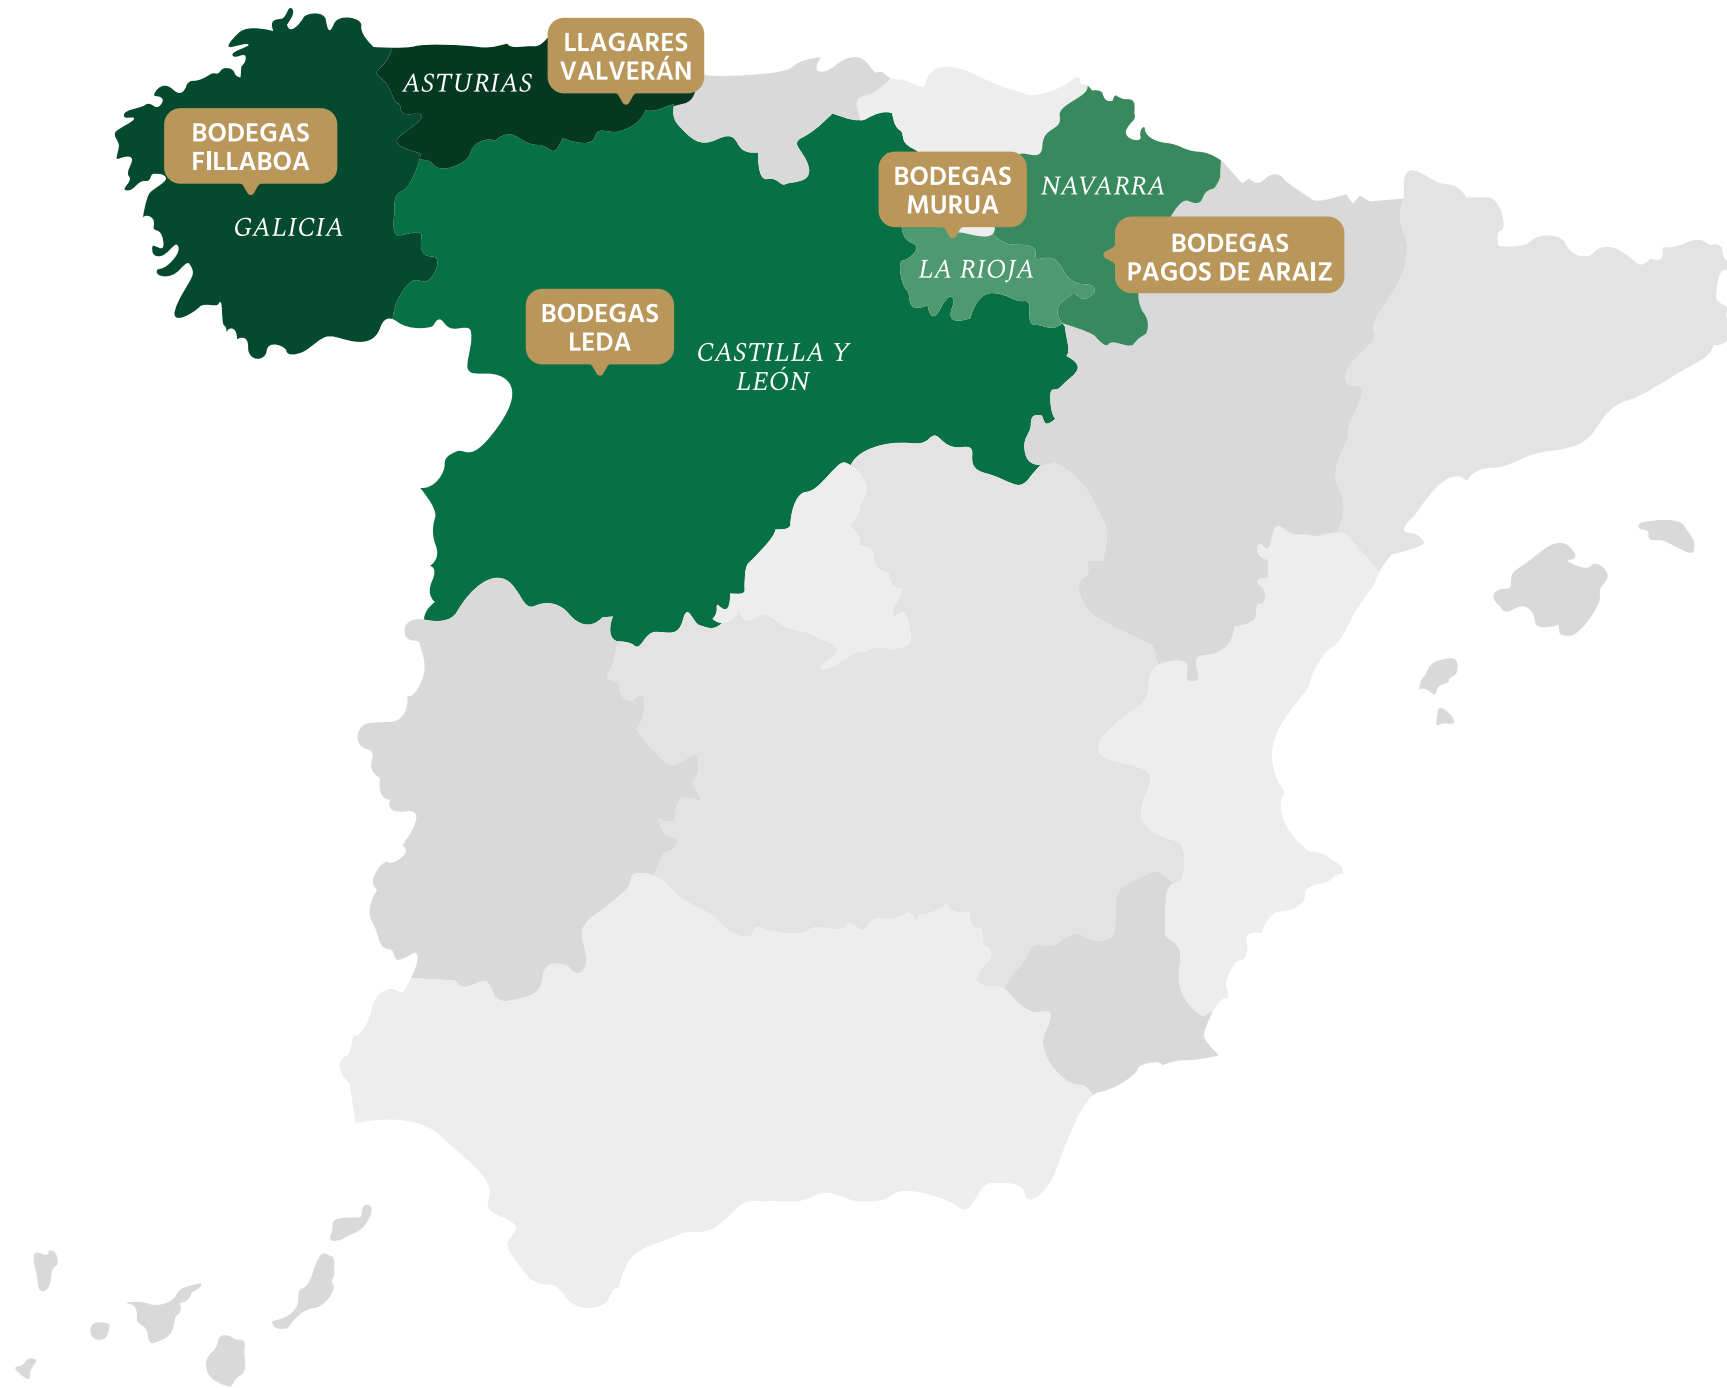 LLAGARES
VALVERÁN
ASTURIAS
BODEGAS
FILLABOA
GALICIA
BODEGAS
MURUA
NAVARRA
BODEGAS
PAGOS DE ARAIZ
LA RIOJA
BODEGAS
LEDA
CASTILLA Y
LEÓN